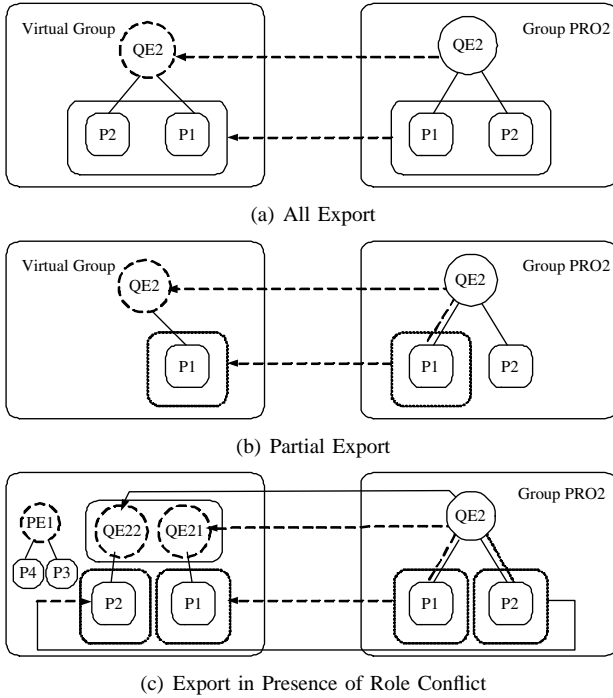 Virtual Group
Group PRO2
QE2
QE2
P2
P1
P1
P2
(a) All Export
Virtual Group
Group PRO2
QE2
QE2
P1
P1
P2
(b) Partial Export
Group PRO2
PE1
QE22
QE21
QE2
P4
P3
P2
P1
P1
P2
(c) Export in Presence of Role Conflict